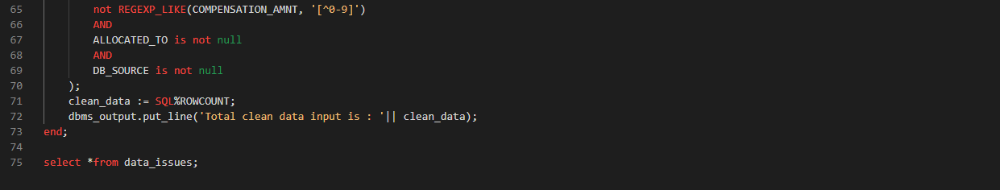 65 not REGEXP_LIKE(COMPENSATION_AMNT, '[^0-9]')
66 AND
67 ALLOCATED_TO is not null
68 AND
69 DB_SOURCE is not null
70 );
71 clean_data := SQL%ROWCOUNT;
72 dbms_output.put_line('Total clean data input is : '|| clean_data);
73 end;
74
75 select *from data_issues;